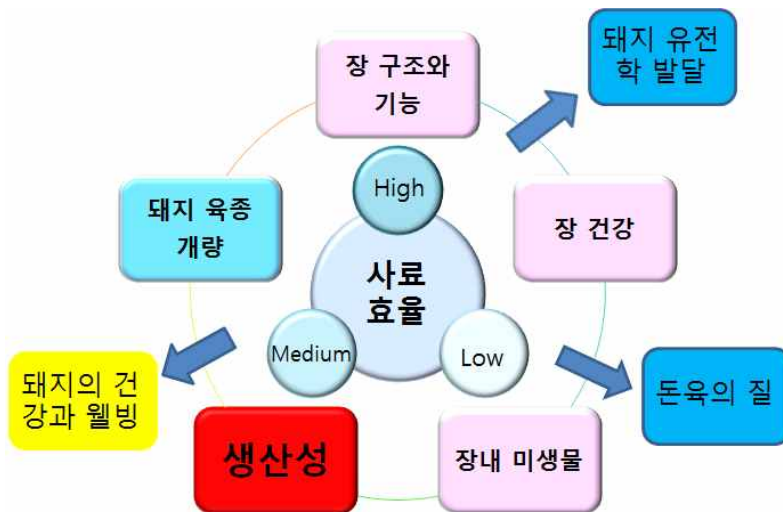 장 구조와
기능
돼지 유전
학 발달
High
돼지 육종
개량
장 건강
사료
효율
Medium
Low
돼지의 건
강과 웰빙
돈육의 질
생산성
장내 미생물